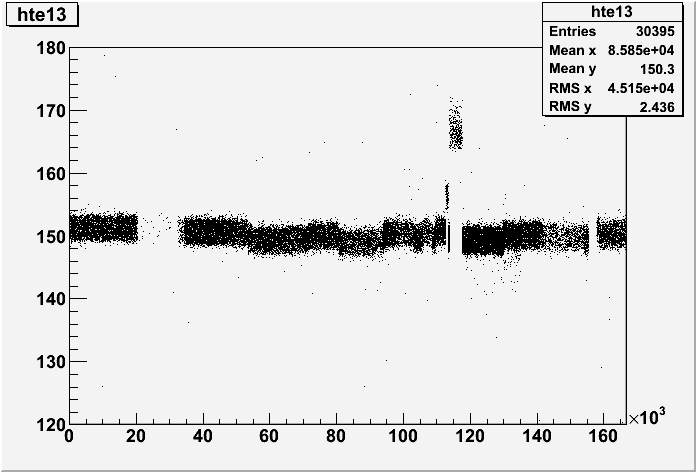 hte13
hte13
Entries 30395
Mean x 8.585e+04
Mean y 150.3
RMS x 4.515e+04
RMS y 2.436
180
170
160
150
140
130
120
0 20 40 60 80 100 120 140 160
×10³